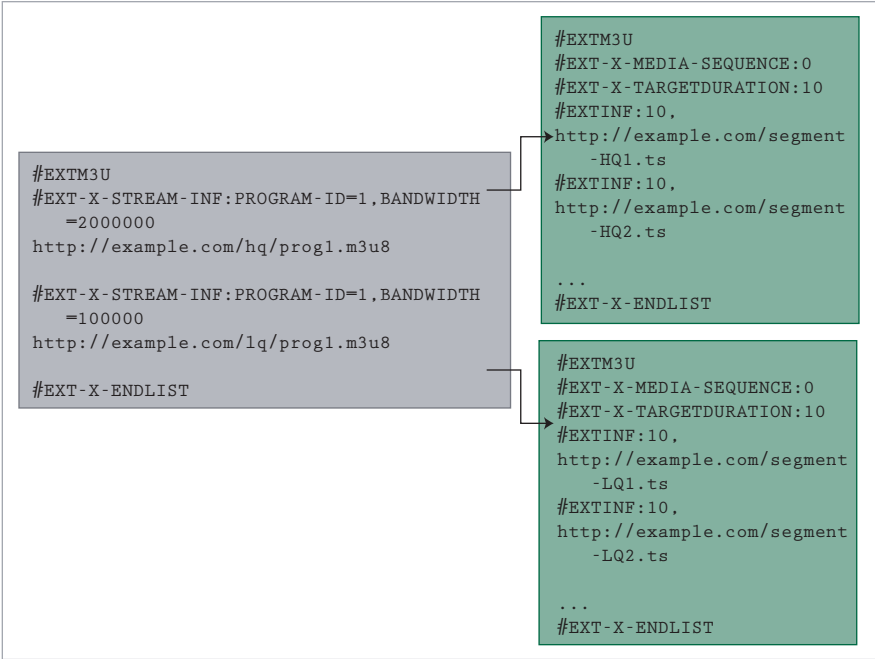 #EXTM3U
#EXT-X-STREAM-INF:PROGRAM-ID=1,BANDWIDTH
=2000000
http://example.com/hq/prog1.m3u8
#EXT-X-STREAM-INF:PROGRAM-ID=1,BANDWIDTH
=100000
http://example.com/lq/prog1.m3u8
#EXT-X-ENDLIST
#EXTM3U
#EXT-X-MEDIA-SEQUENCE:0
#EXT-X-TARGETDURATION:10
#EXTINF:10,
http://example.com/segment
-HQ1.ts
#EXTINF:10,
http://example.com/segment
-HQ2.ts
...
#EXT-X-ENDLIST
#EXTM3U
#EXT-X-MEDIA-SEQUENCE:0
#EXT-X-TARGETDURATION:10
#EXTINF:10,
http://example.com/segment
-LQ1.ts
#EXTINF:10,
http://example.com/segment
-LQ2.ts
...
#EXT-X-ENDLIST